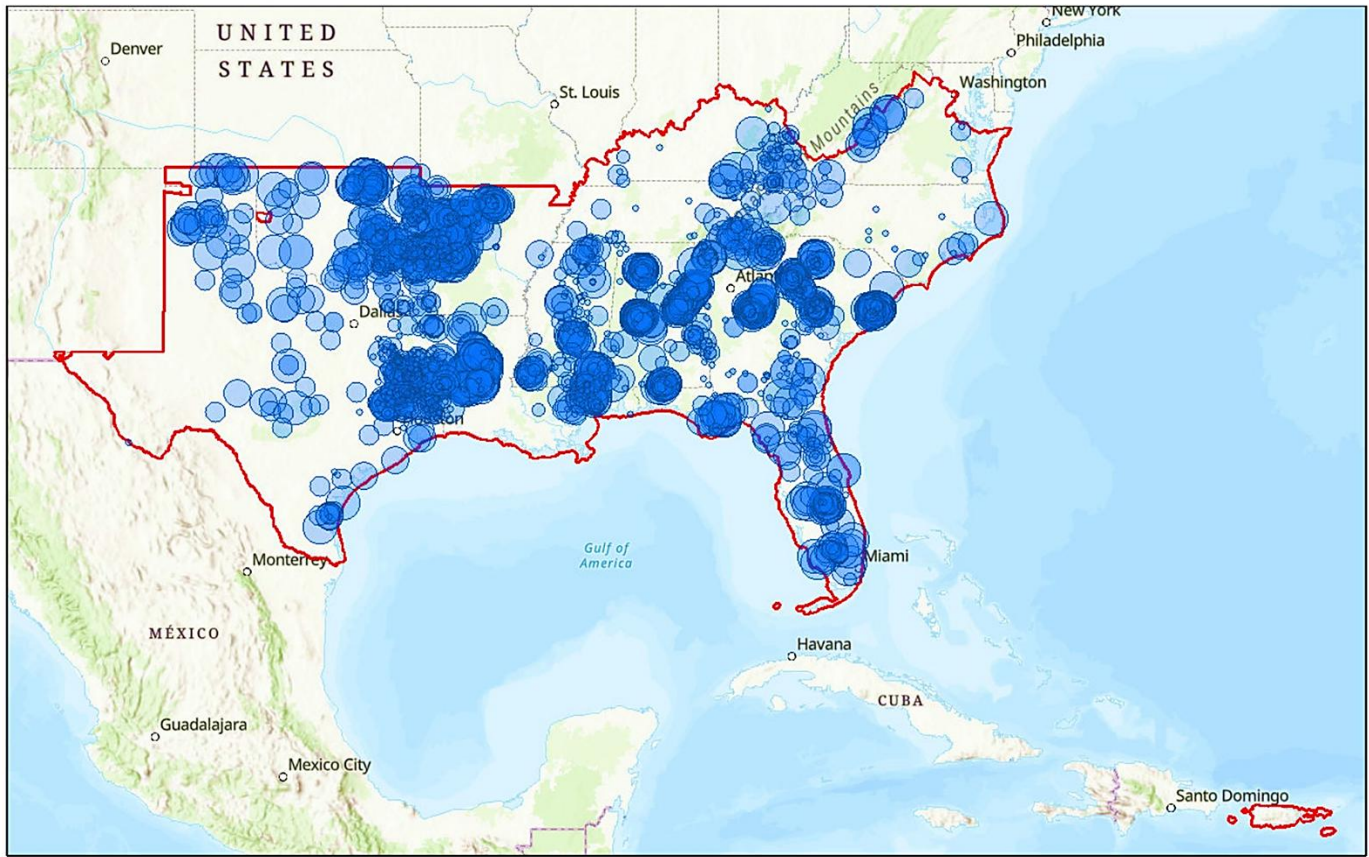 New York
UNITED
Denver
Philadelphia
STATES
Washington
St. Louis
Mountains
Atlan
Dallas
Gulf of
America
Miami
Monterrey
MÉXICO
Havana
CUBA
Guadalajara
Mexico City
Santo Domingo